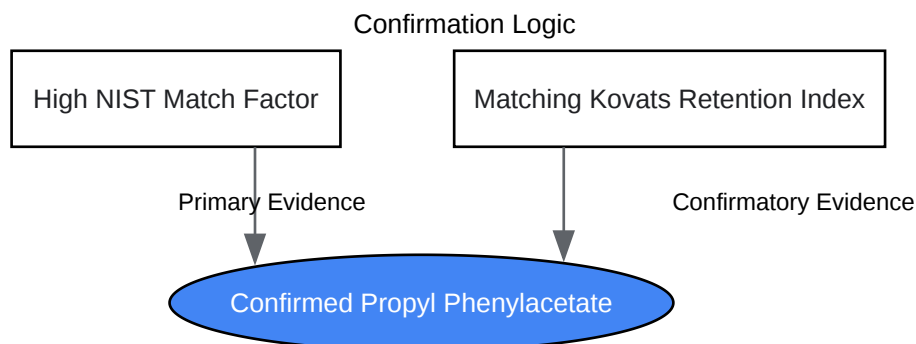 Confirmation Logic
High NIST Match Factor
Matching Kovats Retention Index
Primary Evidence
Confirmatory Evidence
Confirmed Propyl Phenylacetate